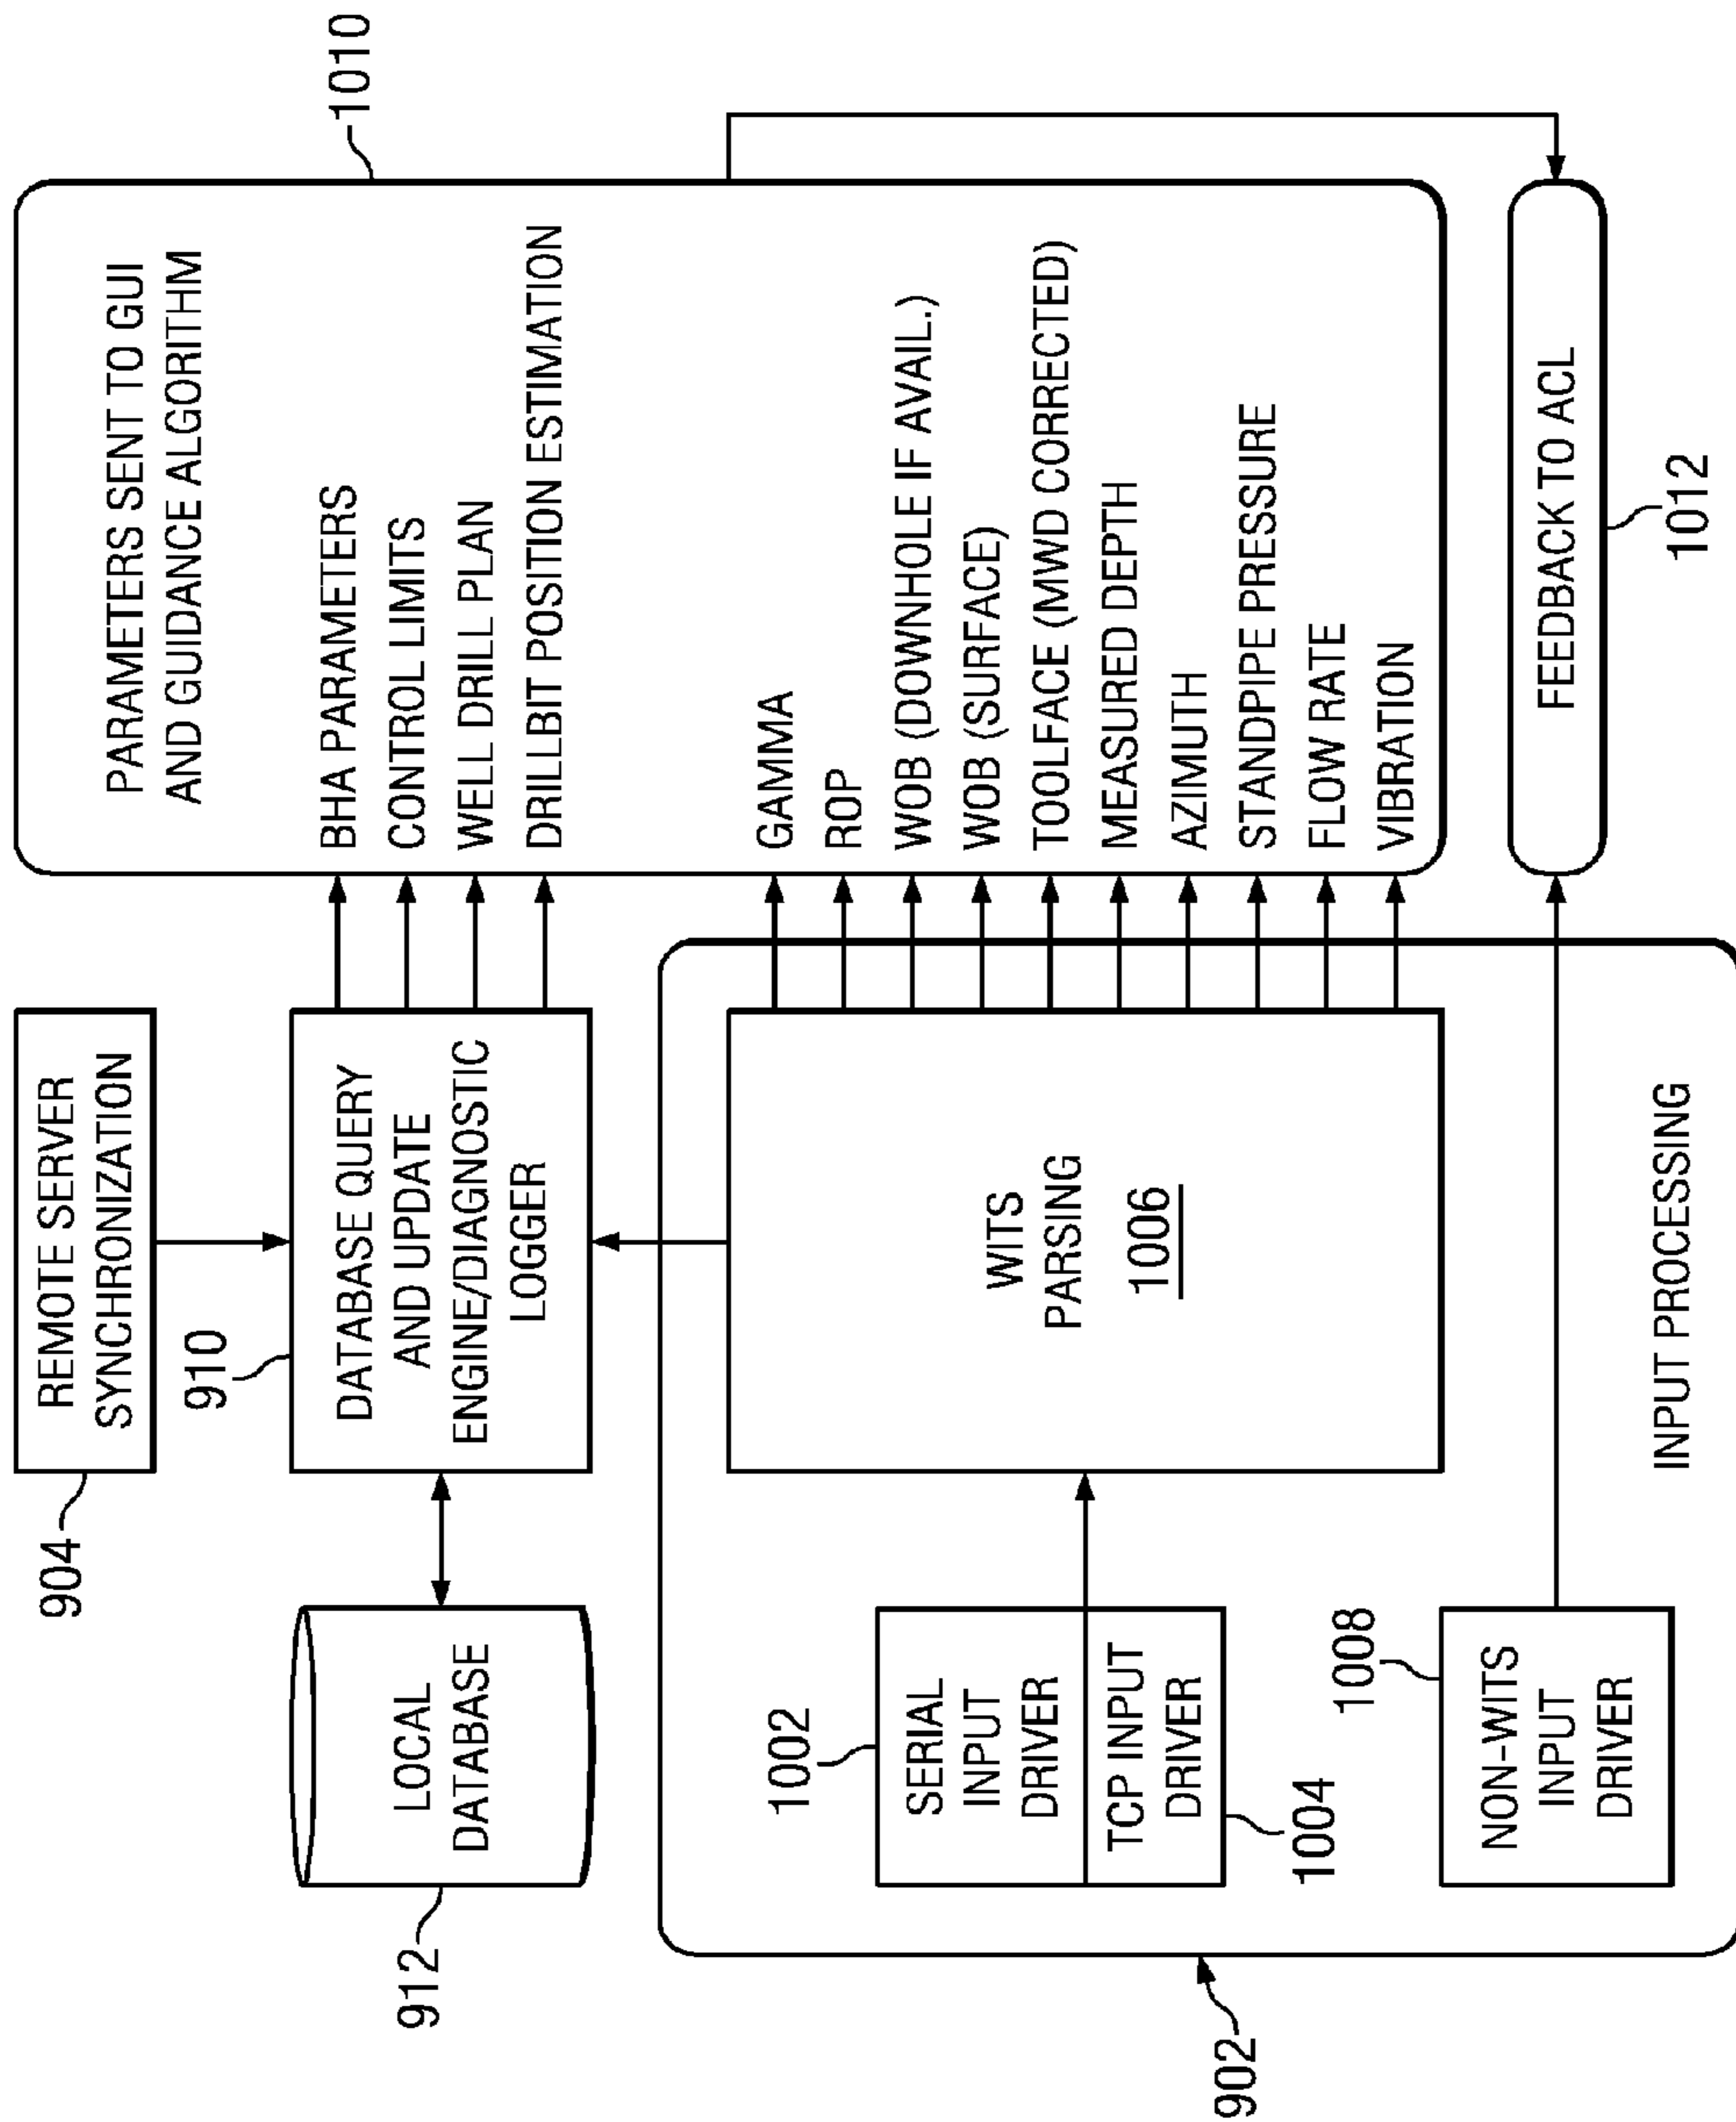 904
REMOTE SERVER
SYNCHRONIZATION
910
912
LOCAL
DATABASE
DATABASE QUERY
AND UPDATE
ENGINE/DIAGNOSTIC
LOGGER
1010
PARAMETERS SENT TO GUI
AND GUIDANCE ALGORITHM
BHA PARAMETERS
CONTROL LIMITS
WELL DRILL PLAN
DRILLBIT POSITION ESTIMATION
GAMMA
ROP
WOB (DOWNHOLE IF AVAIL.)
WOB (SURFACE)
TOOLFACE (MWD CORRECTED)
MEASURED DEPTH
AZIMUTH
STANDPIPE PRESSURE
FLOW RATE
VIBRATION
902
1002
SERIAL
INPUT
DRIVER
TCP INPUT
DRIVER
1004
WITS
PARSING
1006
1008
NON-WITS
INPUT
DRIVER
INPUT PROCESSING
FEEDBACK TO ACL
1012